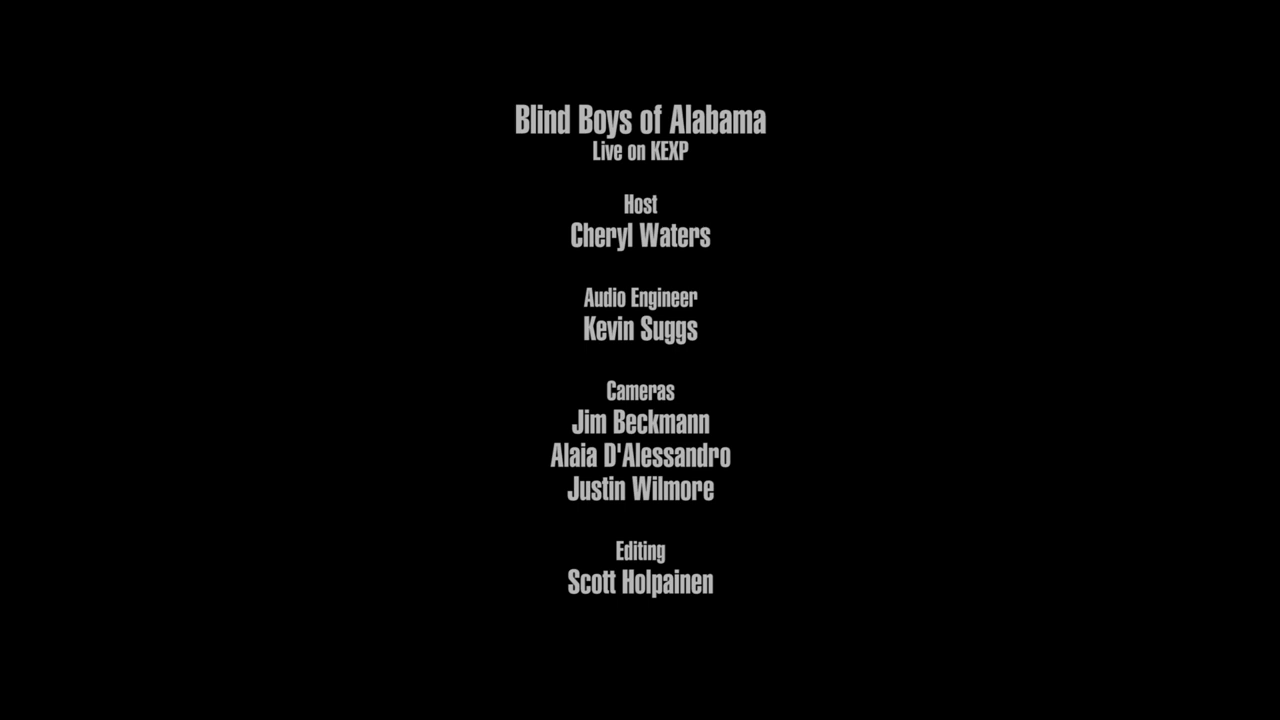 Blind Boys of Alabama
Live on KEXP
Host
Cheryl Waters
Audio Engineer
Kevin Suggs
Cameras
Jim Beckmann
Alaia D'Alessandro
Justin Wilmore
Editing
Scott Holpainen